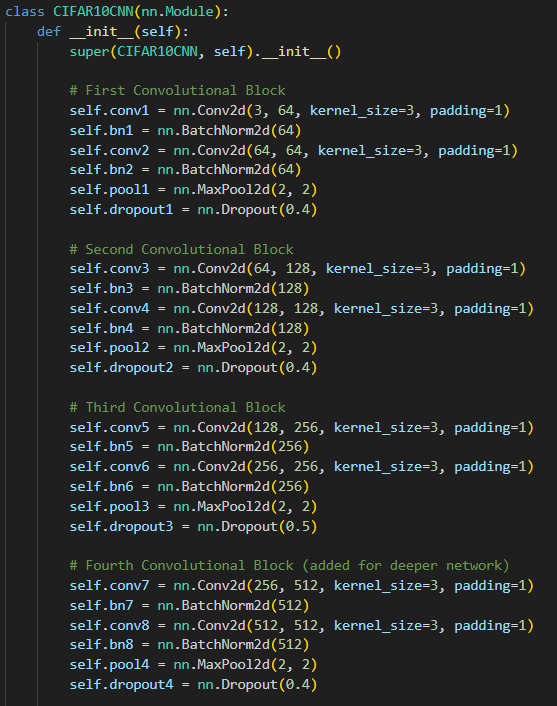 class CIFAR10CNN(nn.Module):
    def __init__(self):
        super(CIFAR10CNN, self).__init__()

        # First Convolutional Block
        self.conv1 = nn.Conv2d(3, 64, kernel_size=3, padding=1)
        self.bn1 = nn.BatchNorm2d(64)
        self.conv2 = nn.Conv2d(64, 64, kernel_size=3, padding=1)
        self.bn2 = nn.BatchNorm2d(64)
        self.pool1 = nn.MaxPool2d(2, 2)
        self.dropout1 = nn.Dropout(0.4)

        # Second Convolutional Block
        self.conv3 = nn.Conv2d(64, 128, kernel_size=3, padding=1)
        self.bn3 = nn.BatchNorm2d(128)
        self.conv4 = nn.Conv2d(128, 128, kernel_size=3, padding=1)
        self.bn4 = nn.BatchNorm2d(128)
        self.pool2 = nn.MaxPool2d(2, 2)
        self.dropout2 = nn.Dropout(0.4)

        # Third Convolutional Block
        self.conv5 = nn.Conv2d(128, 256, kernel_size=3, padding=1)
        self.bn5 = nn.BatchNorm2d(256)
        self.conv6 = nn.Conv2d(256, 256, kernel_size=3, padding=1)
        self.bn6 = nn.BatchNorm2d(256)
        self.pool3 = nn.MaxPool2d(2, 2)
        self.dropout3 = nn.Dropout(0.5)

        # Fourth Convolutional Block (added for deeper network)
        self.conv7 = nn.Conv2d(256, 512, kernel_size=3, padding=1)
        self.bn7 = nn.BatchNorm2d(512)
        self.conv8 = nn.Conv2d(512, 512, kernel_size=3, padding=1)
        self.bn8 = nn.BatchNorm2d(512)
        self.pool4 = nn.MaxPool2d(2, 2)
        self.dropout4 = nn.Dropout(0.4)